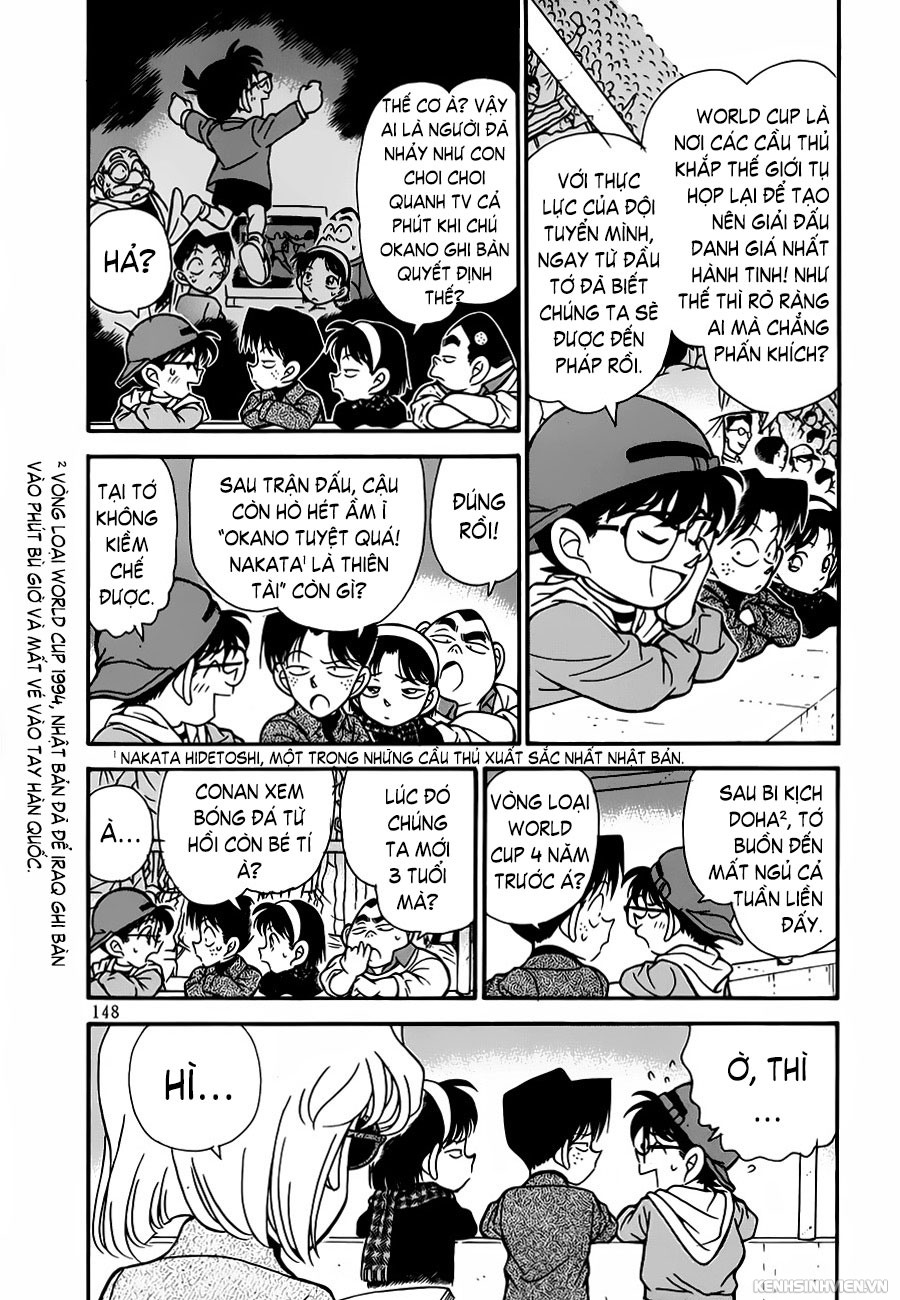 WORLD CUP LÀ
NƠI CÁC CẦU THỦ
KHẮP THẾ GIỚI TỤ
HỌP LẠI ĐỂ TẠO
NÊN GIẢI ĐẤU
DANH GIÁ NHẤT
HÀNH TINH! NHƯ
THẾ THÌ RÕ RÀNG
AI MÀ CHẲNG
PHẤN KHÍCH?
VỚI THỰC
LỰC CỦA ĐỘI
TUYỂN MÌNH,
NGAY TỪ ĐẦU
TỚ ĐÃ BIẾT
CHÚNG TA SẼ
ĐƯỢC ĐẾN
PHÁP RỒI.
THẾ CƠ À? VẬY
AI LÀ NGƯỜI ĐÃ
NHẢY NHƯ CON
CHOI CHOI
QUANH TV CẢ
PHÚT KHI CHÚ
OKANO GHI BÀN
QUYẾT ĐỊNH
THẾ?
HẢ?
ĐÚNG
RỒI!
SAU TRẬN ĐẤU, CẬU
CÒN HÒ HÉT ẦM Ĩ
"OKANO TUYỆT QUÁ!
NAKATA¹ LÀ THIÊN
TÀI" CÒN GÌ?
TẠI TỚ
KHÔNG
KIỀM
CHẾ
ĐƯỢC.
¹ NAKATA HIDETOSHI, MỘT TRONG NHỮNG CẦU THỦ XUẤT SẮC NHẤT NHẬT BẢN.
² VÒNG LOẠI WORLD CUP 1994, NHẬT BẢN ĐÃ ĐỂ IRAQ GHI BÀN
VÀO PHÚT BÙ GIỜ VÀ MẤT VÉ VÀO TAY HÀN QUỐC.
SAU BI KỊCH
DOHA², TỚ
BUỒN ĐẾN
MẤT NGỦ CẢ
TUẦN LIỀN
ĐẤY.
VÒNG LOẠI
WORLD
CUP 4 NĂM
TRƯỚC Á?
LÚC ĐÓ
CHÚNG
TA MỚI
3 TUỔI
MÀ?
CONAN XEM
BÓNG ĐÁ TỪ
HỒI CÒN BÉ TÍ
À?
À...
148
Ờ, THÌ
...
HÌ...
KENHSINHVIEN.VN